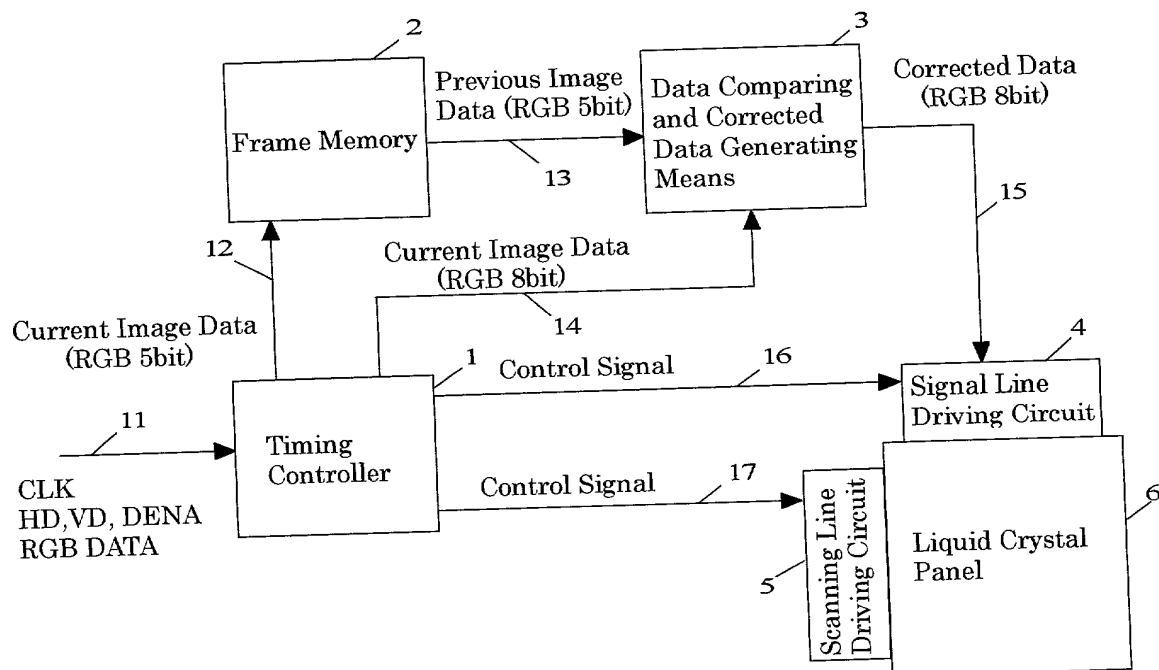 2
3
Frame Memory
Previous Image
Data (RGB 5bit)
13
Data Comparing
and Corrected
Data Generating
Means
Corrected Data
(RGB 8bit)
15
12
Current Image Data
(RGB 8bit)
14
Current Image Data
(RGB 5bit)
1
Control Signal
16
4
Signal Line
Driving Circuit
11
Timing
Controller
CLK
HD,VD, DENA
RGB DATA
Control Signal
17
5
Scanning Line
Driving Circuit
Liquid Crystal
Panel
6